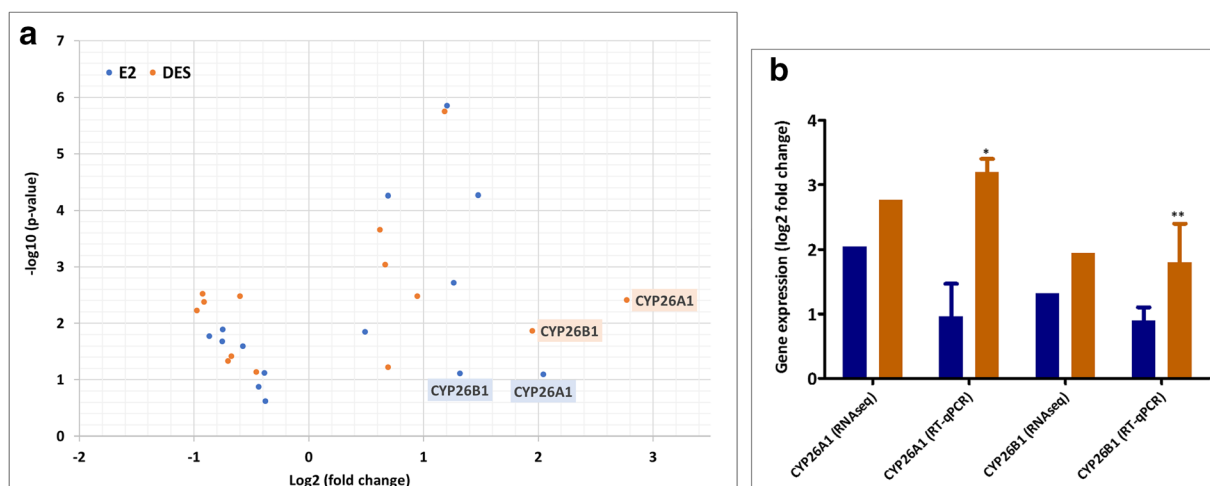 a
7
6
5
4
3
2
1
0
-log10 (p-value)
E2
DES
CYP26A1
CYP26B1
CYP26B1
CYP26A1
-2
-1
0
1
2
3
Log2 (fold change)
b
4
3
2
1
0
Gene expression (log2 fold change)
*
**
CYP26A1 (RNAseq)
CYP26A1 (RT-qPCR)
CYP26B1 (RNAseq)
CYP26B1 (RT-qPCR)